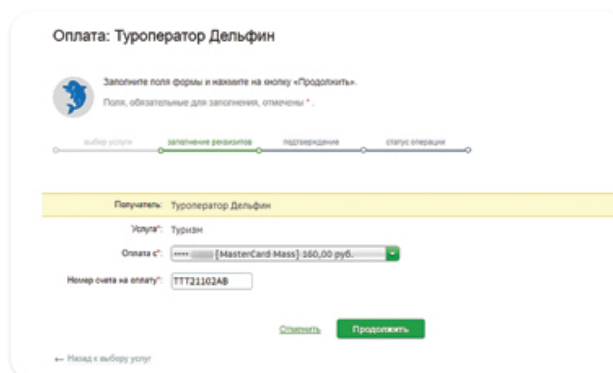 Оплата: Туроператор Дельфин
Заполните поля формы и нажмите на кнопку «Продолжить».
Поля, обязательные для заполнения, отмечены * .
выбор услуги заполнение реквизитов подтверждение статус операции
Получатель: Туроператор Дельфин
Услуга*: Туризм
Оплата с*: •••• [MasterCard Mass] 160,00 руб.
Номер счета на оплату*: TTT21102AB
Отменить Продолжить
← Назад к выбору услуг